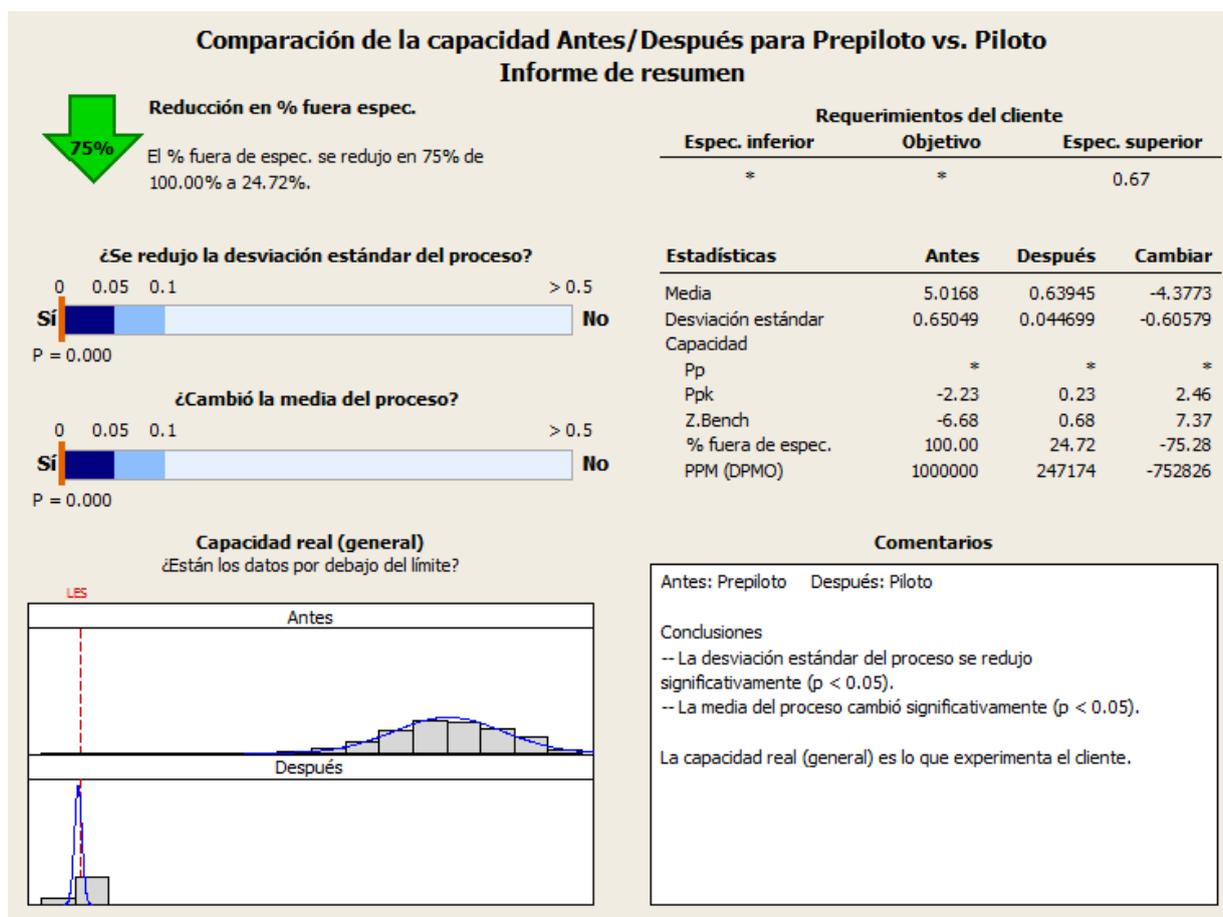 Comparación de la capacidad Antes/Después para Prepiloto vs. Piloto
Informe de resumen
75%
Reducción en % fuera espec.
El % fuera de espec. se redujo en 75% de
100.00% a 24.72%.
Requerimientos del cliente
Espec. inferior Objetivo Espec. superior
* * 0.67
¿Se redujo la desviación estándar del proceso?
0 0.05 0.1 > 0.5
Sí No
P = 0.000
¿Cambió la media del proceso?
0 0.05 0.1 > 0.5
Sí No
P = 0.000
Estadísticas Antes Después Cambiar
Media 5.0168 0.63945 -4.3773
Desviación estándar 0.65049 0.044699 -0.60579
Capacidad
Pp * * *
Ppk -2.23 0.23 2.46
Z.Bench -6.68 0.68 7.37
% fuera de espec. 100.00 24.72 -75.28
PPM (DPMO) 1000000 247174 -752826
Capacidad real (general)
¿Están los datos por debajo del límite?
LES
Antes
Después
Comentarios
Antes: Prepiloto Después: Piloto
Conclusiones
-- La desviación estándar del proceso se redujo
significativamente (p < 0.05).
-- La media del proceso cambió significativamente (p < 0.05).
La capacidad real (general) es lo que experimenta el cliente.